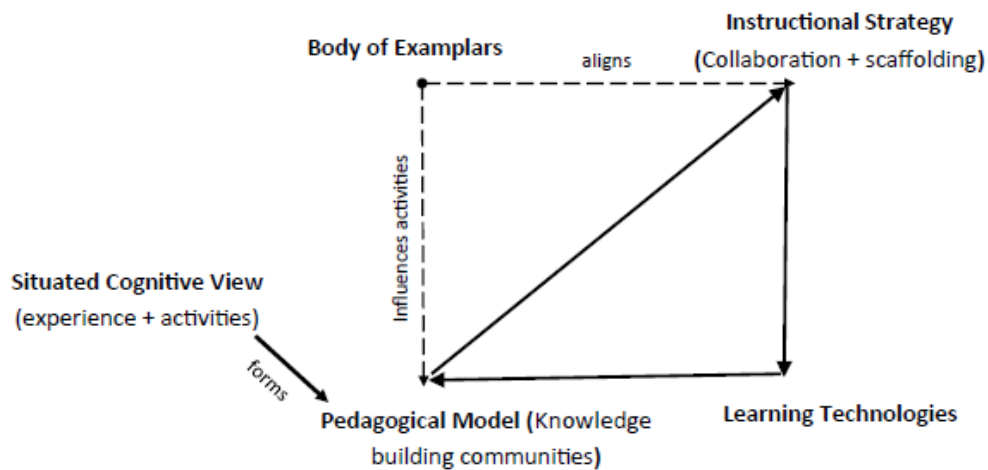 Instructional Strategy
(Collaboration + scaffolding)
Body of Examplars
aligns
Influences activities
Situated Cognitive View
(experience + activities)
forms
Pedagogical Model (Knowledge
building communities)
Learning Technologies